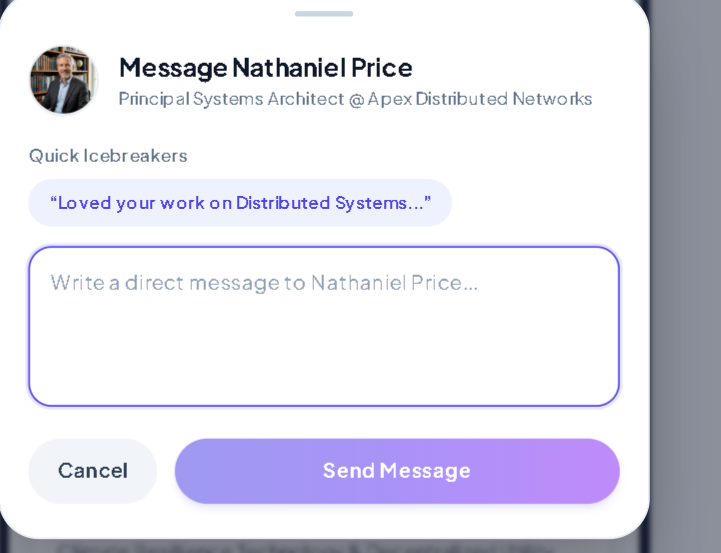 Message Nathaniel Price
Principal Systems Architect @ Apex Distributed Networks
Quick Icebreakers
“Loved your work on Distributed Systems...”
Write a direct message to Nathaniel Price...
Cancel
Send Message